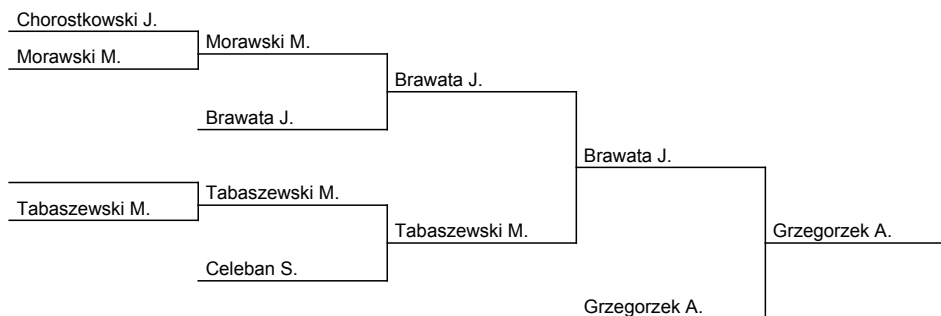 Chorostkowski J.
Morawski M.
Morawski M.
Brawata J.
Brawata J.
Brawata J.
Tabaszewski M.
Tabaszewski M.
Tabaszewski M.
Grzegorzek A.
Celeban S.
Grzegorzek A.